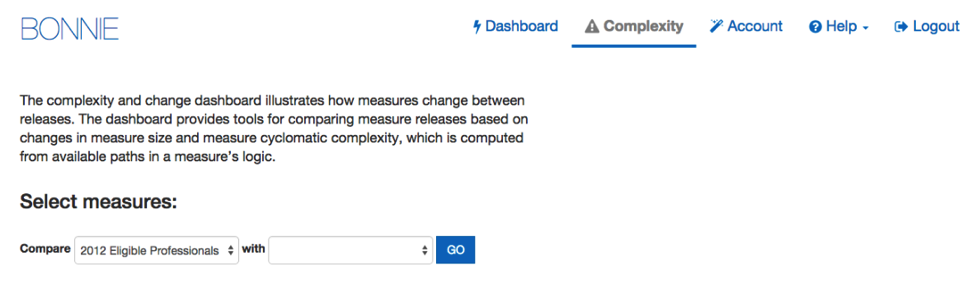 BONNIE Dashboard Complexity Account Help Logout
The complexity and change dashboard illustrates how measures change between
releases. The dashboard provides tools for comparing measure releases based on
changes in measure size and measure cyclomatic complexity, which is computed
from available paths in a measure's logic.
Select measures:
Compare 2012 Eligible Professionals with GO